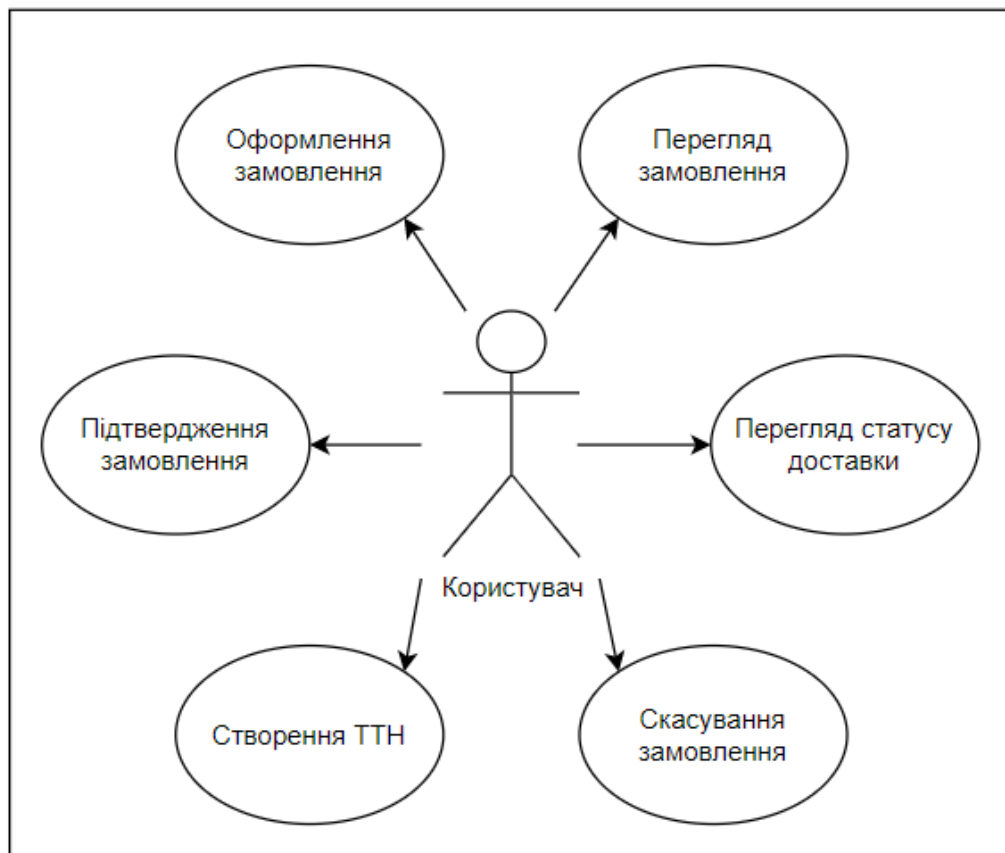 Оформлення
замовлення
Перегляд
замовлення
Підтвердження
замовлення
Перегляд статусу
доставки
Користувач
Створення ТТН
Скасування
замовлення